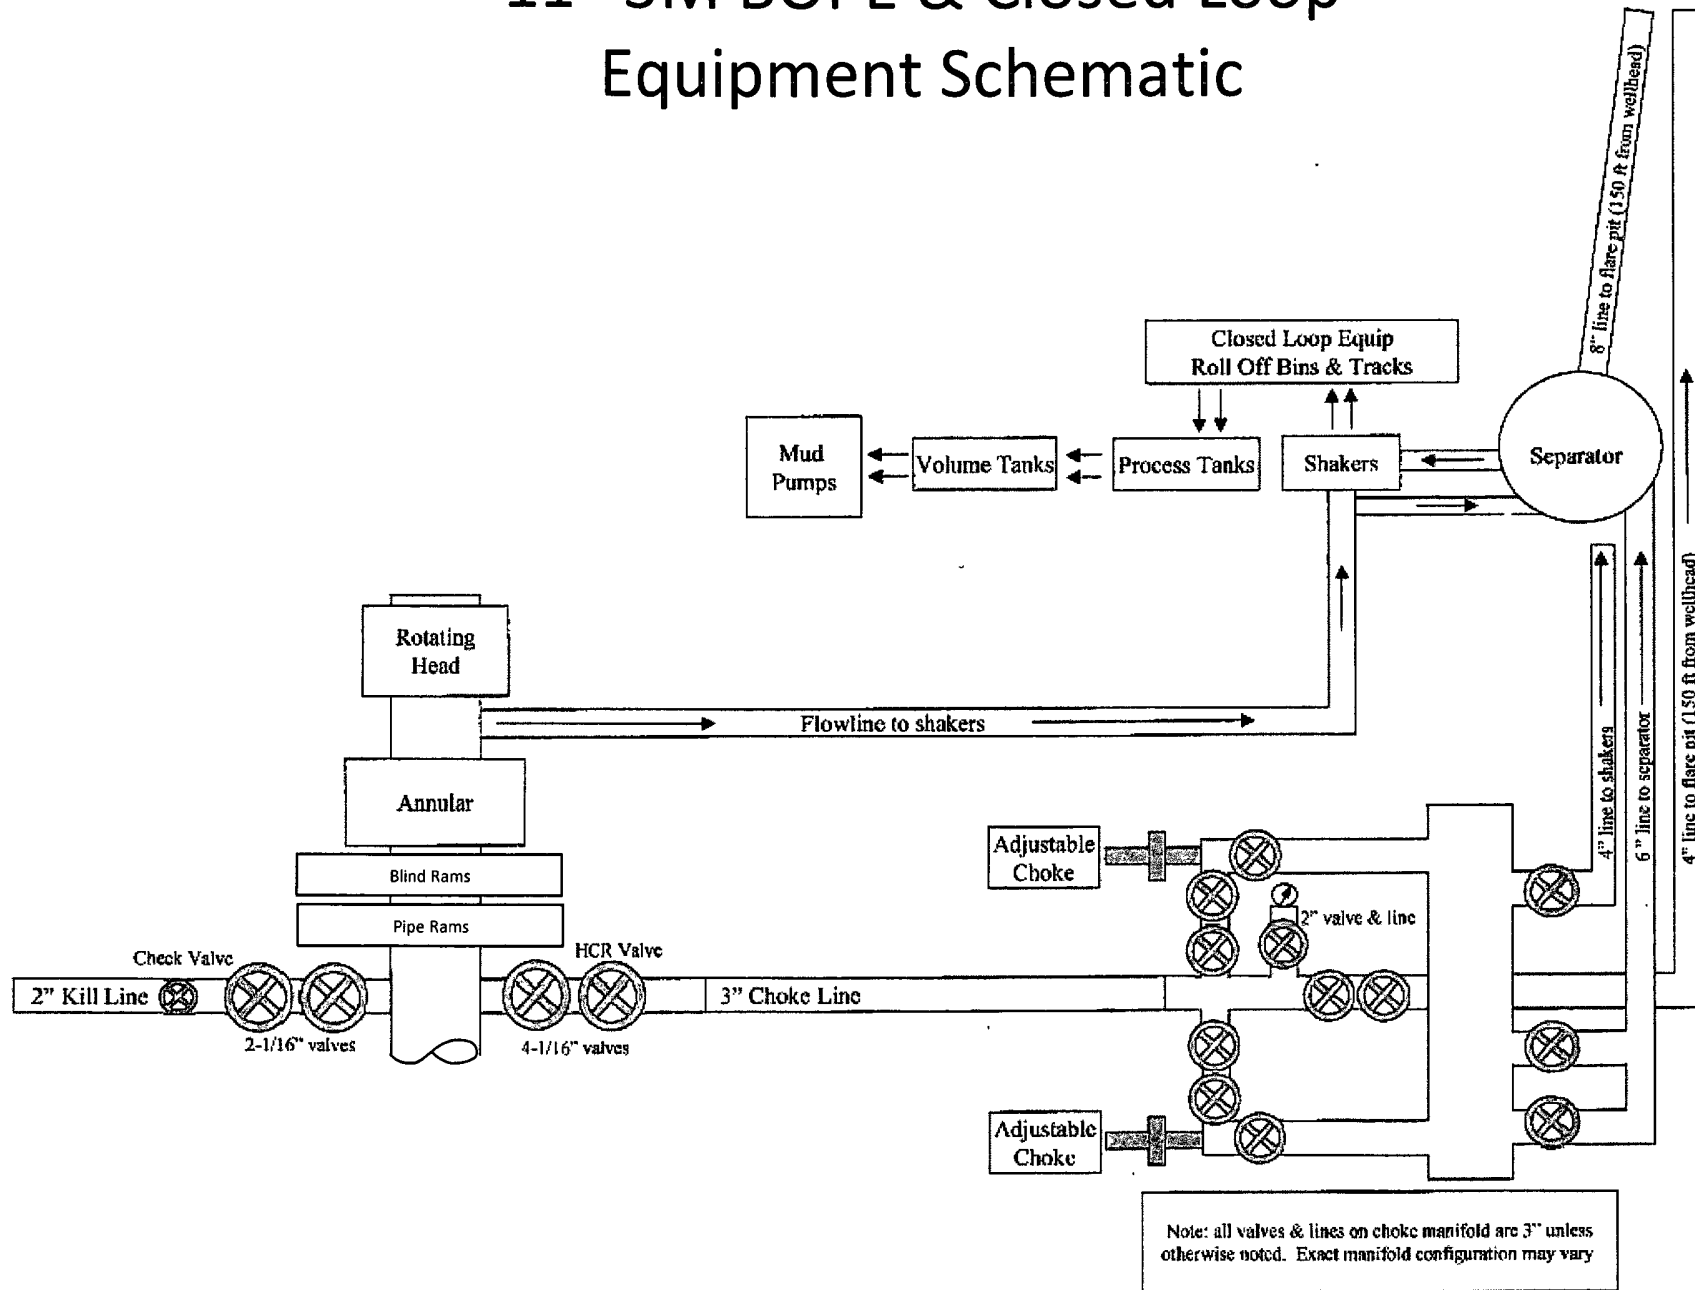 11" 3M BOPE & Closed Loop
Equipment Schematic
8" line to flare pit (150 ft from wellhead)
Closed Loop Equip
Roll Off Bins & Tracks
Mud
Pumps
Volume Tanks
Process Tanks
Shakers
Separator
Rotating
Head
Flowline to shakers
4" line to shakers
6" line to separator
4" line to flare pit (150 ft from wellhead)
Annular
Adjustable
Choke
Blind Rams
Pipe Rams
2" valve & line
Check Valve
HCR Valve
2" Kill Line
3" Choke Line
2-1/16" valves
4-1/16" valves
Adjustable
Choke
Note: all valves & lines on choke manifold are 3" unless
otherwise noted. Exact manifold configuration may vary